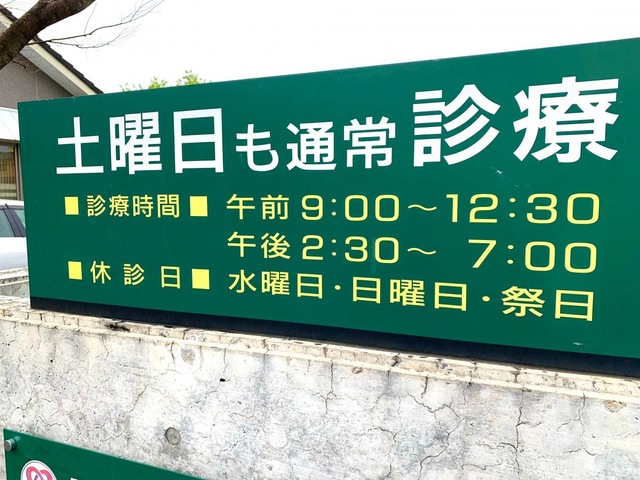 土曜日も通常診療
■診療時間■ 午前 9:00～12:30
午後 2:30～ 7:00
■休診日■ 水曜日・日曜日・祭日